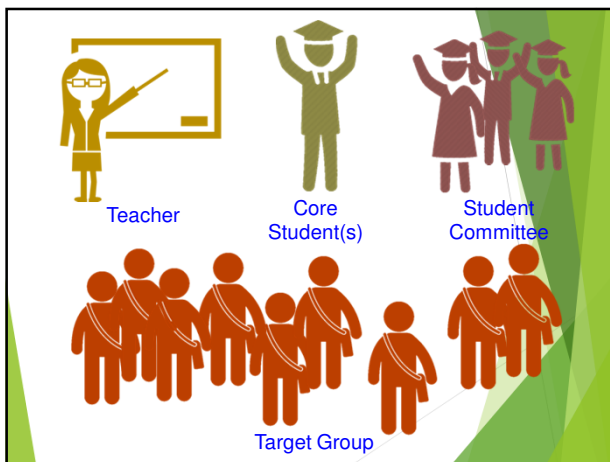 Teacher
Core
Student(s)
Student
Committee
Target Group